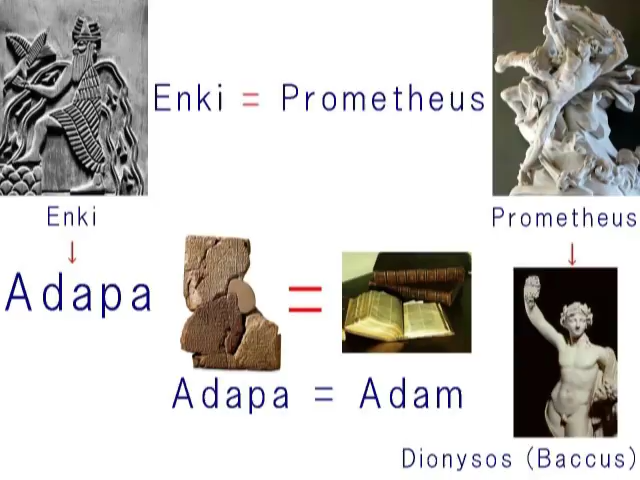 Enki = Prometheus
Enki
Prometheus
↓
↓
Adapa
=
Adapa = Adam
Dionysos (Baccus)